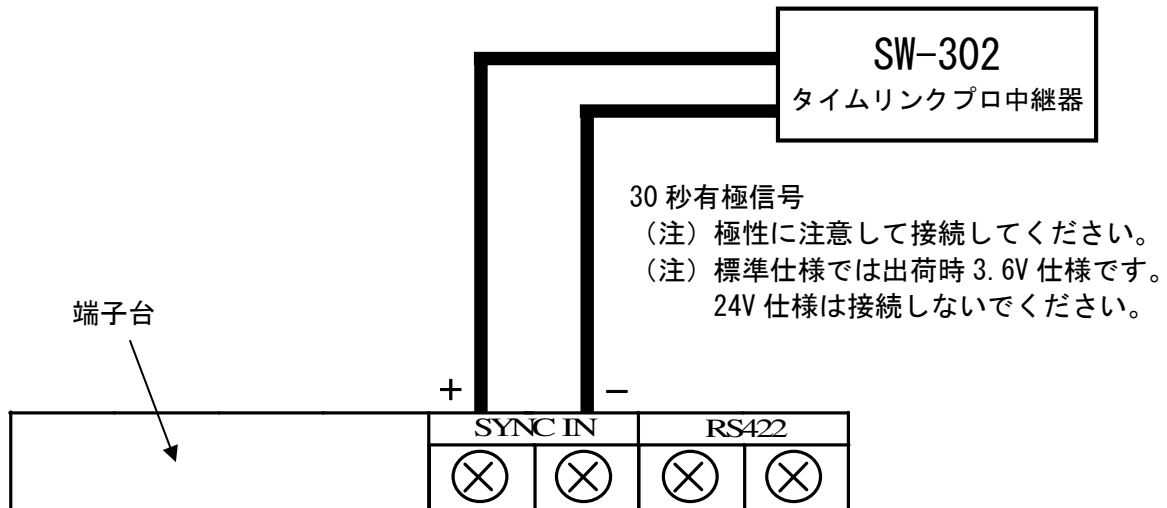 SW-302
タイムリンクプロ中継器
30秒有極信号
（注）極性に注意して接続してください。
（注）標準仕様では出荷時3.6V仕様です。
24V仕様は接続しないでください。
端子台
+ −
SYNC IN RS422